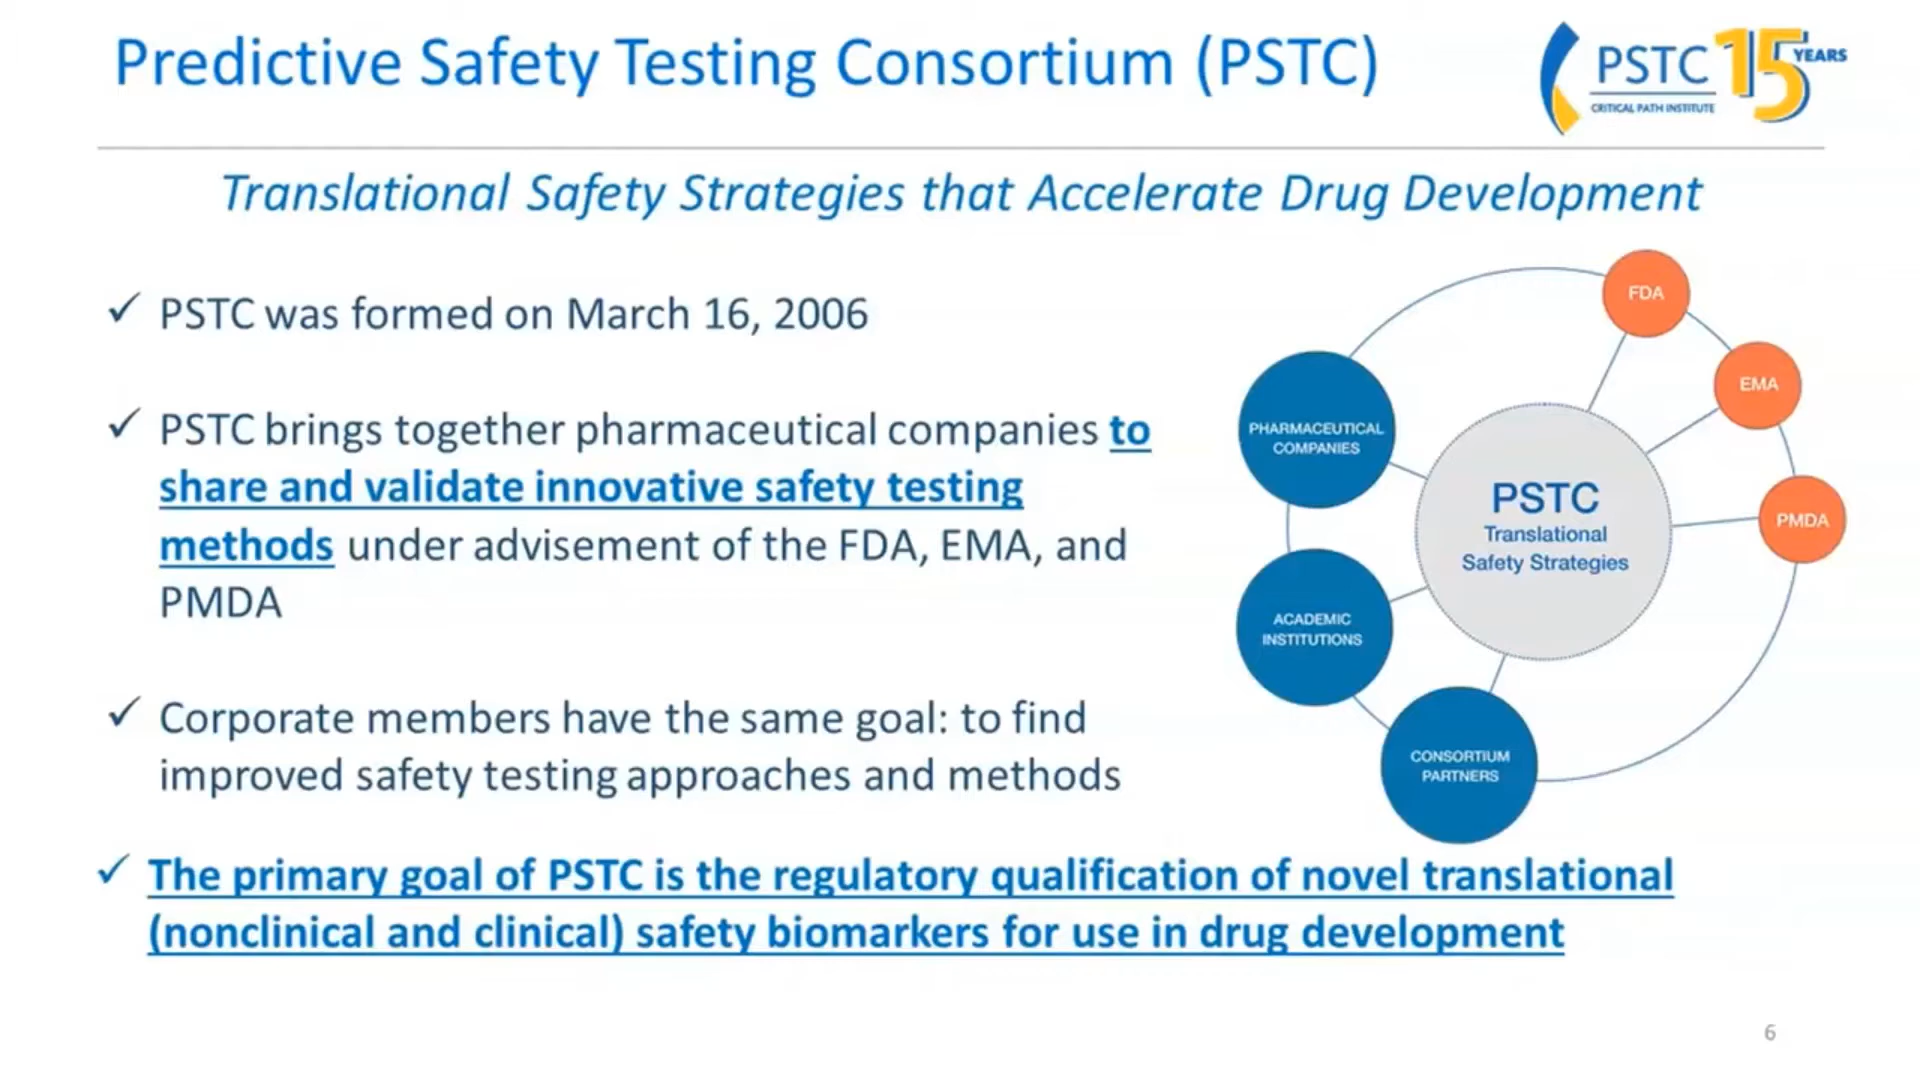 Predictive Safety Testing Consortium (PSTC)
PSTC 15 YEARS
CRITICAL PATH INSTITUTE
Translational Safety Strategies that Accelerate Drug Development
✓ PSTC was formed on March 16, 2006
✓ PSTC brings together pharmaceutical companies to
share and validate innovative safety testing
methods under advisement of the FDA, EMA, and
PMDA
✓ Corporate members have the same goal: to find
improved safety testing approaches and methods
✓ The primary goal of PSTC is the regulatory qualification of novel translational
(nonclinical and clinical) safety biomarkers for use in drug development
FDA
EMA
PMDA
PHARMACEUTICAL
COMPANIES
PSTC
Translational
Safety Strategies
ACADEMIC
INSTITUTIONS
CONSORTIUM
PARTNERS
6